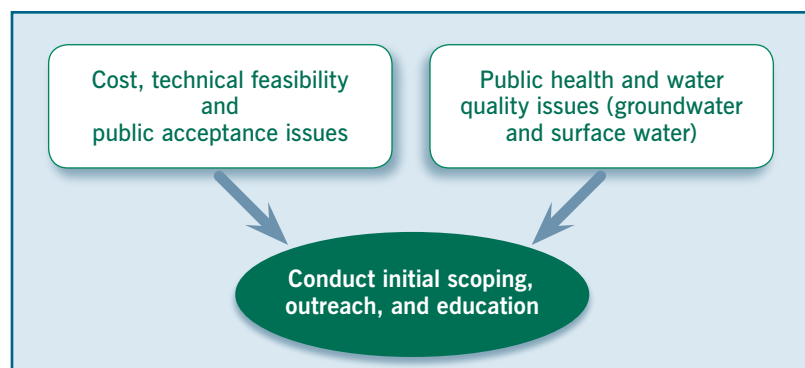 Cost, technical feasibility
and
public acceptance issues
Public health and water
quality issues (groundwater
and surface water)
Conduct initial scoping,
outreach, and education